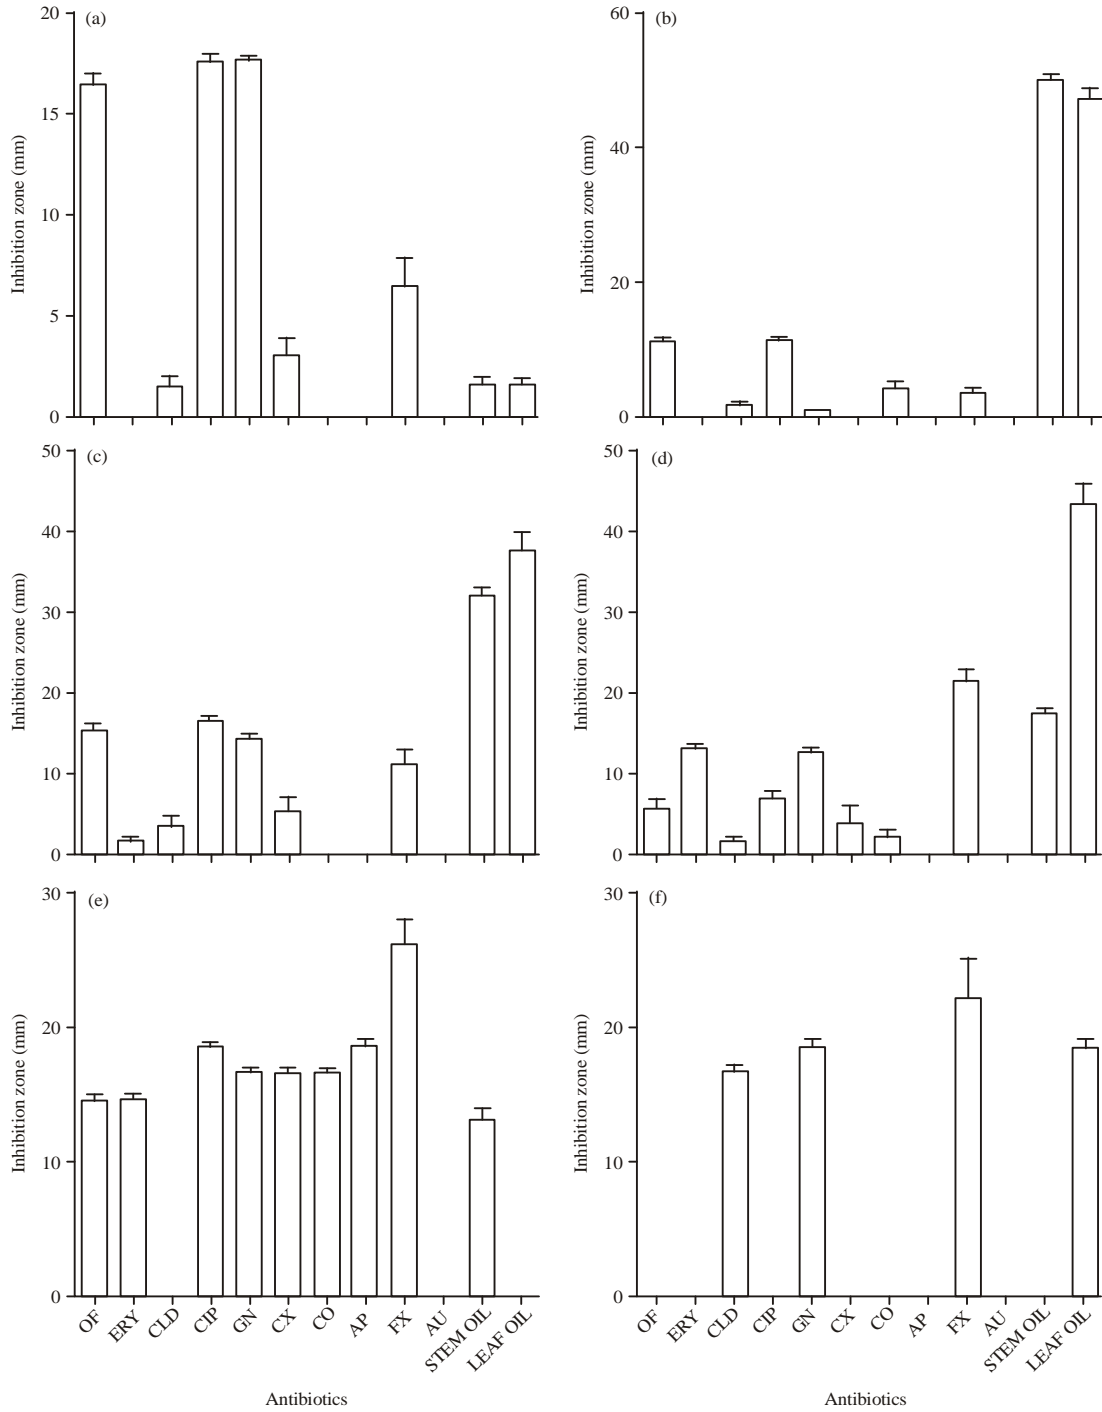 (a)
20
15
10
5
0
Inhibition zone (mm)
(b)
60
40
20
0
Inhibition zone (mm)
(c)
50
40
30
20
10
0
Inhibition zone (mm)
(d)
50
40
30
20
10
0
Inhibition zone (mm)
(e)
30
20
10
0
Inhibition zone (mm)
OF
ERY
CLD
CIP
GN
CX
CO
AP
FX
AU
STEM OIL
LEAF OIL
Antibiotics
(f)
30
20
10
0
Inhibition zone (mm)
OF
ERY
CLD
CIP
GN
CX
CO
AP
FX
AU
STEM OIL
LEAF OIL
Antibiotics